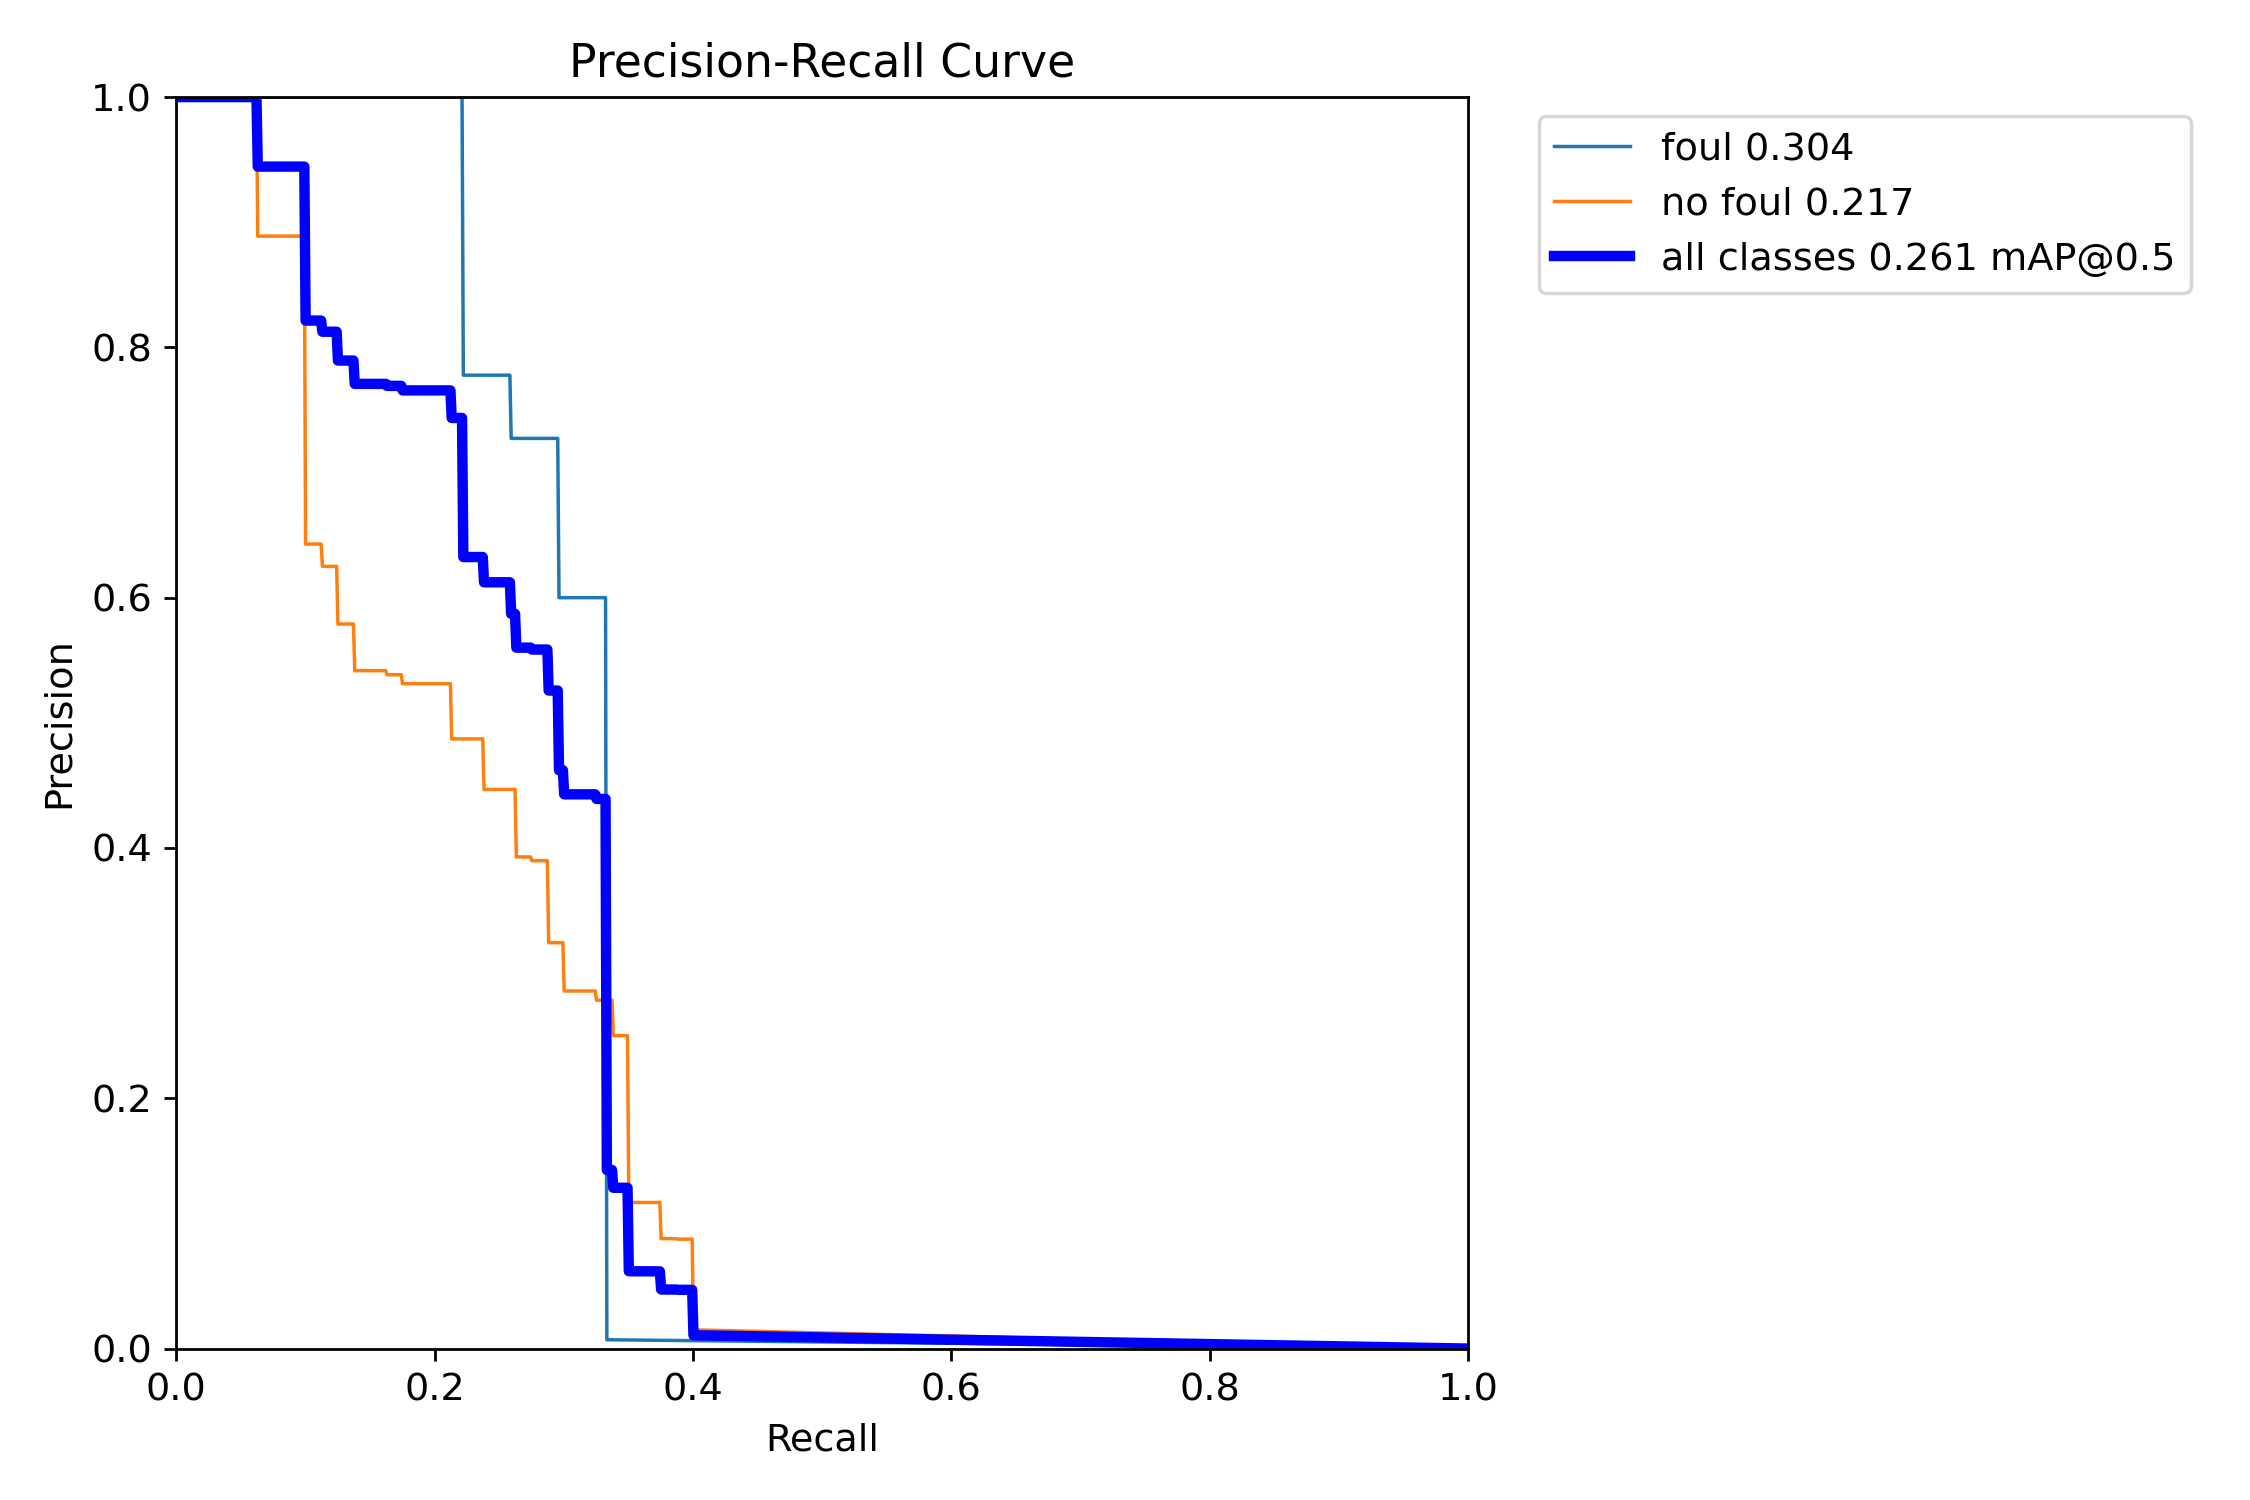 Precision-Recall Curve
1.0
0.8
0.6
0.4
0.2
0.0
Precision
0.0 0.2 0.4 0.6 0.8 1.0
Recall
foul 0.304
no foul 0.217
all classes 0.261 mAP@0.5